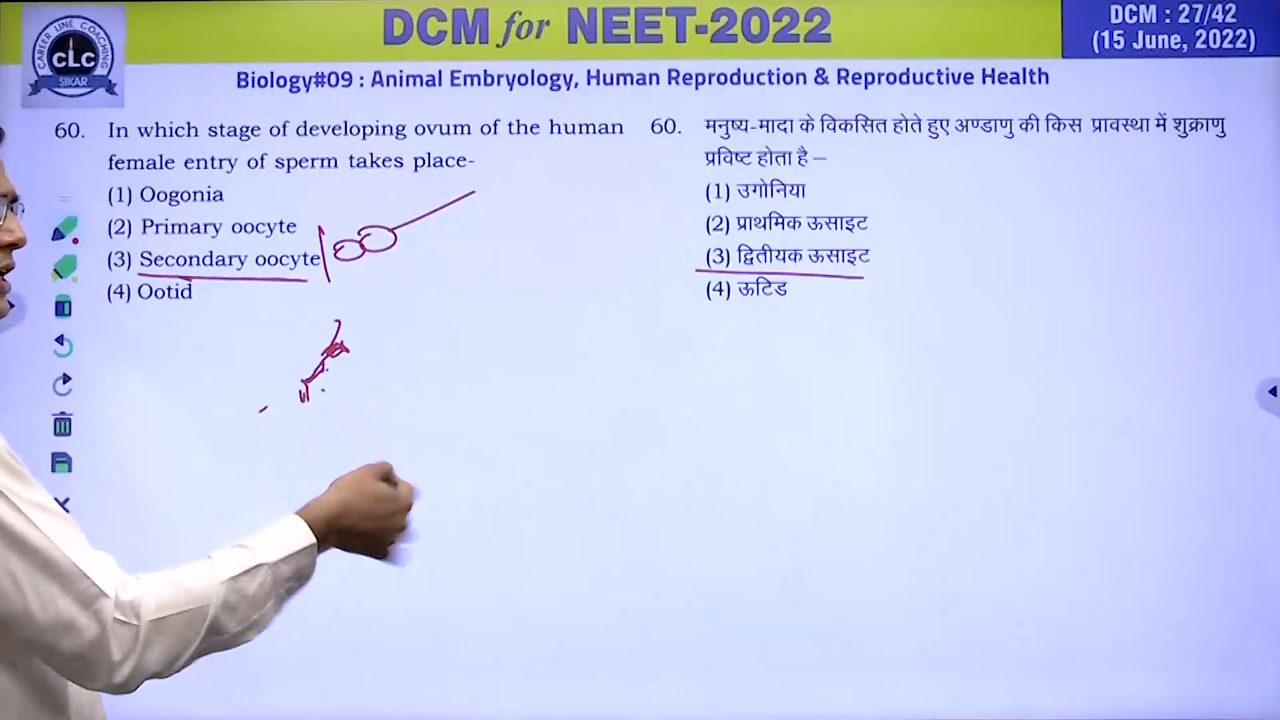 CAREER LINE COACHING
CLC
SIKAR
DCM for NEET-2022
DCM : 27/42
(15 June, 2022)
Biology#09 : Animal Embryology, Human Reproduction & Reproductive Health
60. In which stage of developing ovum of the human
female entry of sperm takes place-
(1) Oogonia
(2) Primary oocyte
(3) Secondary oocyte
(4) Ootid
60. मनुष्य-मादा के विकसित होते हुए अण्डाणु की किस प्रावस्था में शुक्राणु
प्रविष्ट होता है –
(1) उगोनिया
(2) प्राथमिक ऊसाइट
(3) द्वितीयक ऊसाइट
(4) ऊटिड